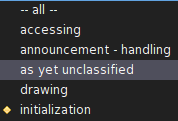 -- all --
accessing
announcement - handling
as yet unclassified
drawing
initialization